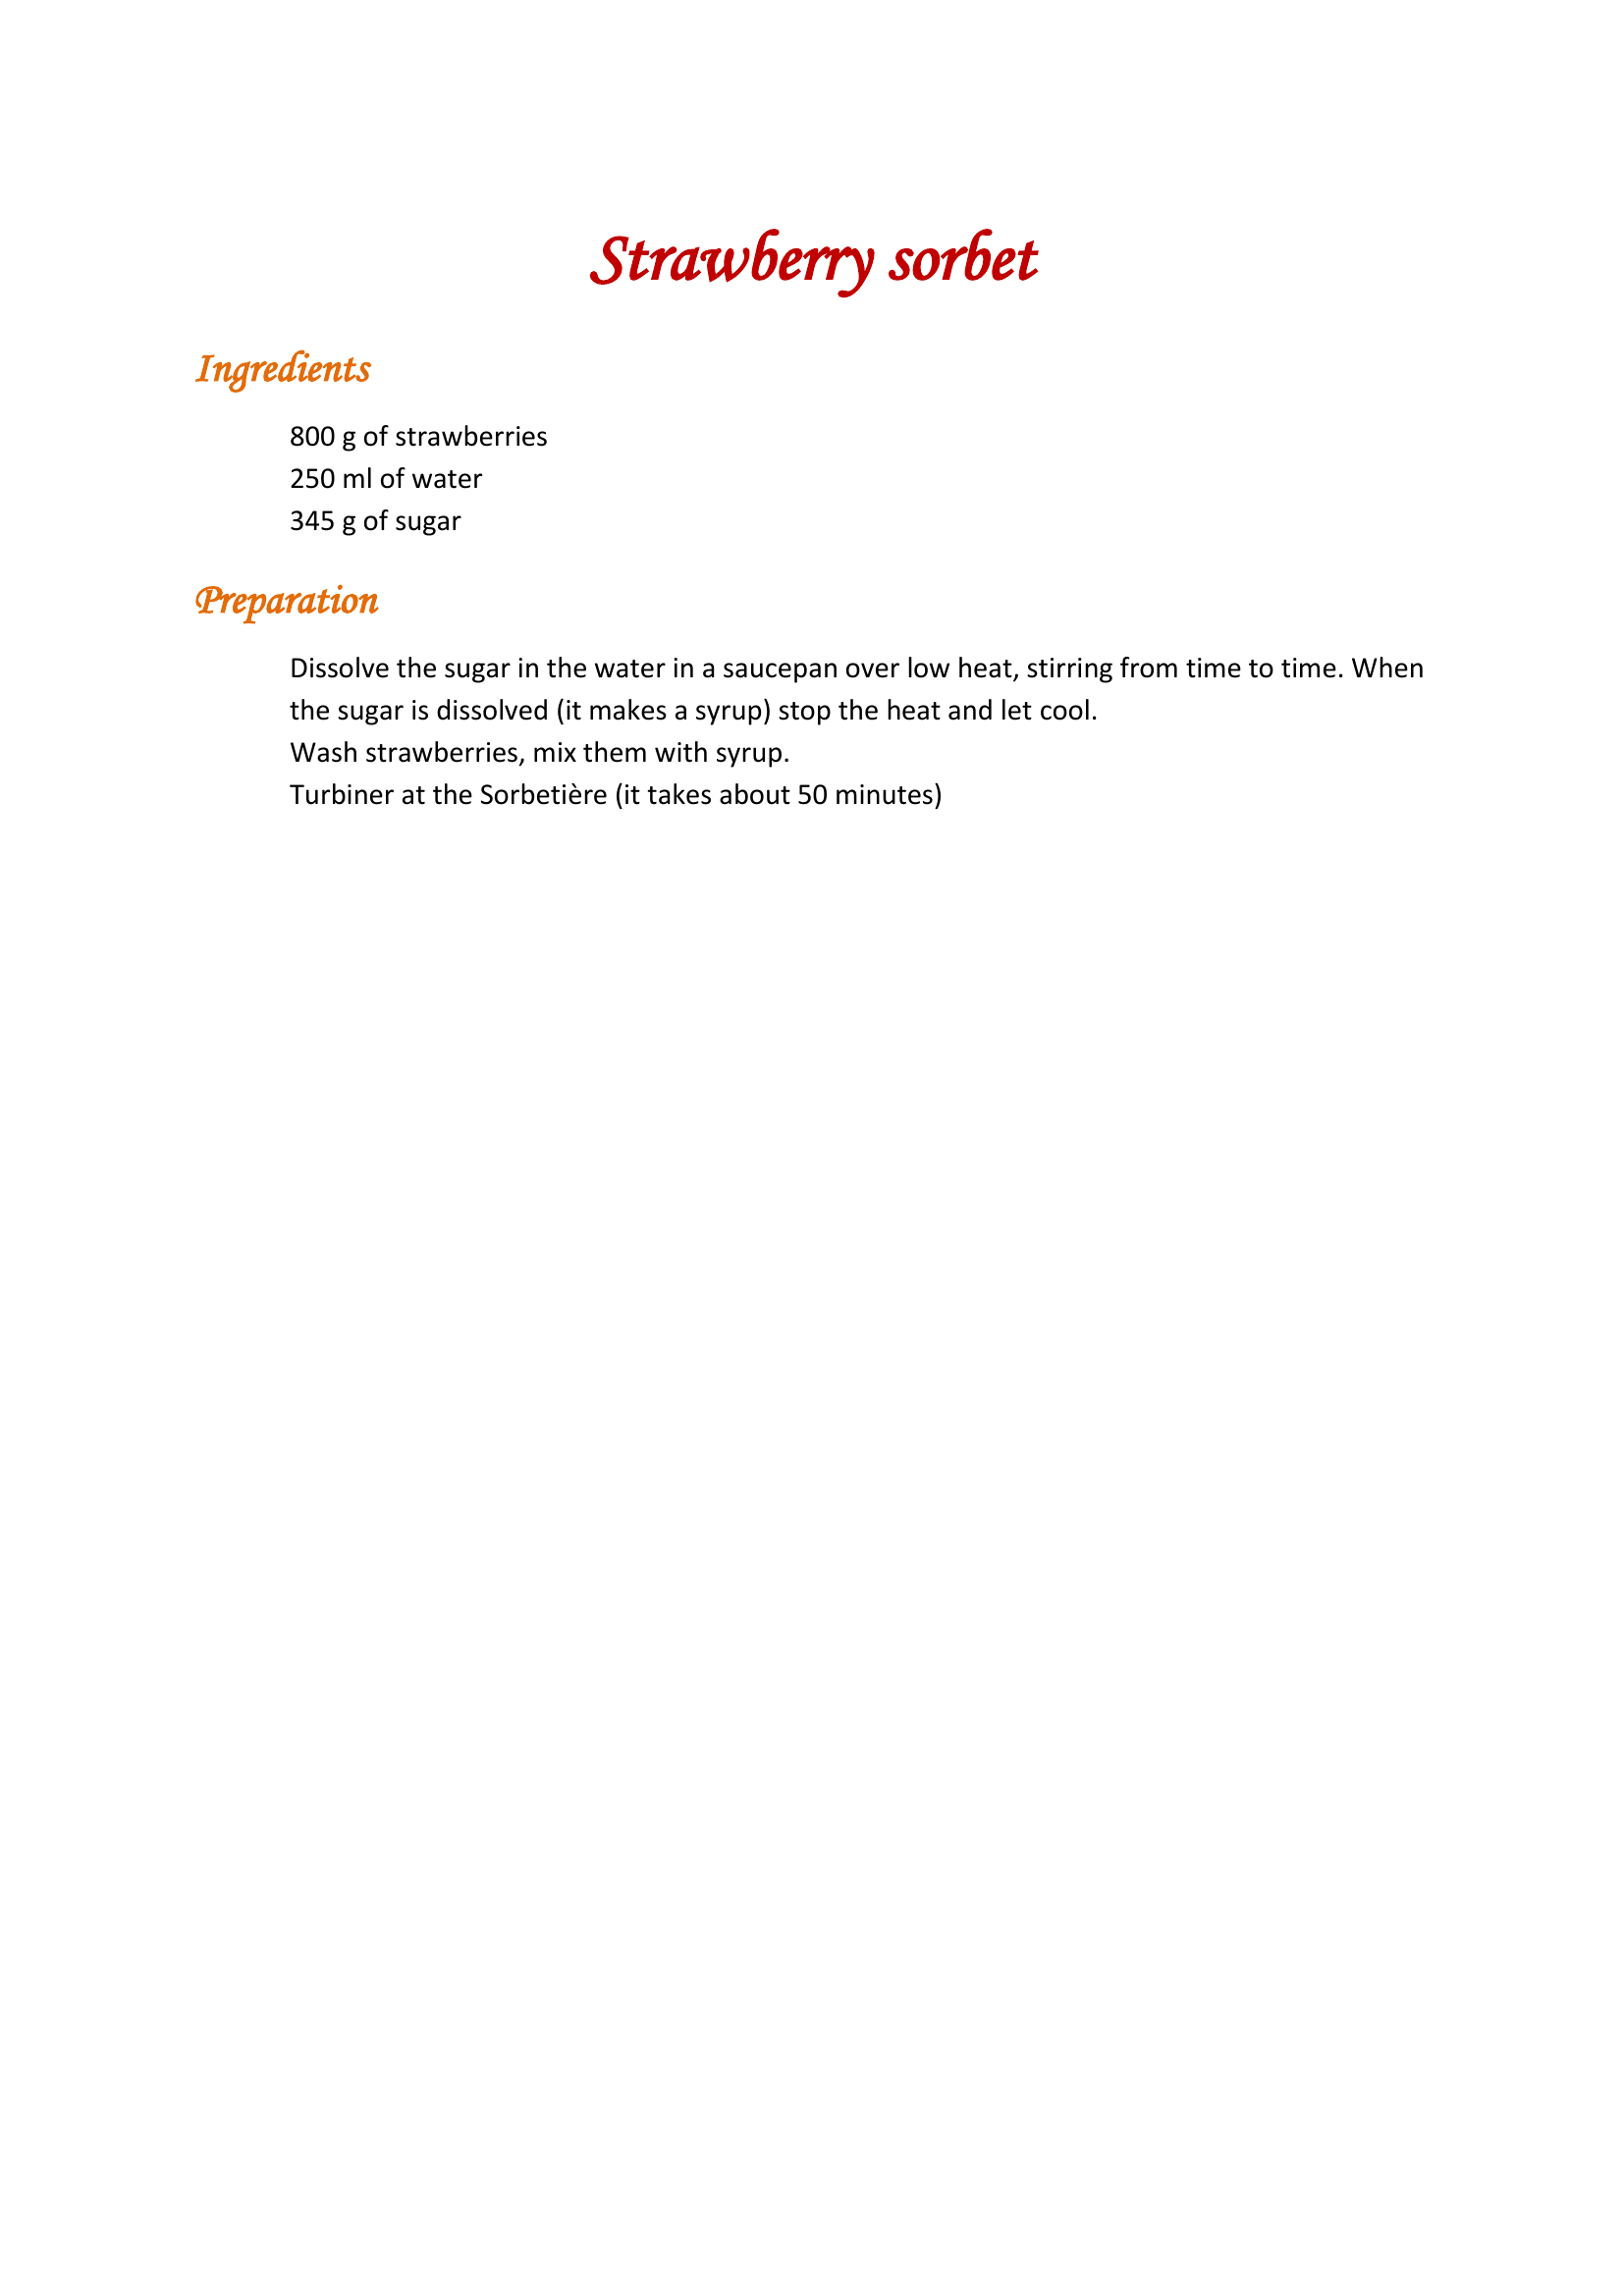 Strawberry sorbet
Ingredients
800 g of strawberries
250 ml of water
345 g of sugar
Preparation
Dissolve the sugar in the water in a saucepan over low heat, stirring from time to time. When
the sugar is dissolved (it makes a syrup) stop the heat and let cool.
Wash strawberries, mix them with syrup.
Turbiner at the Sorbetière (it takes about 50 minutes)